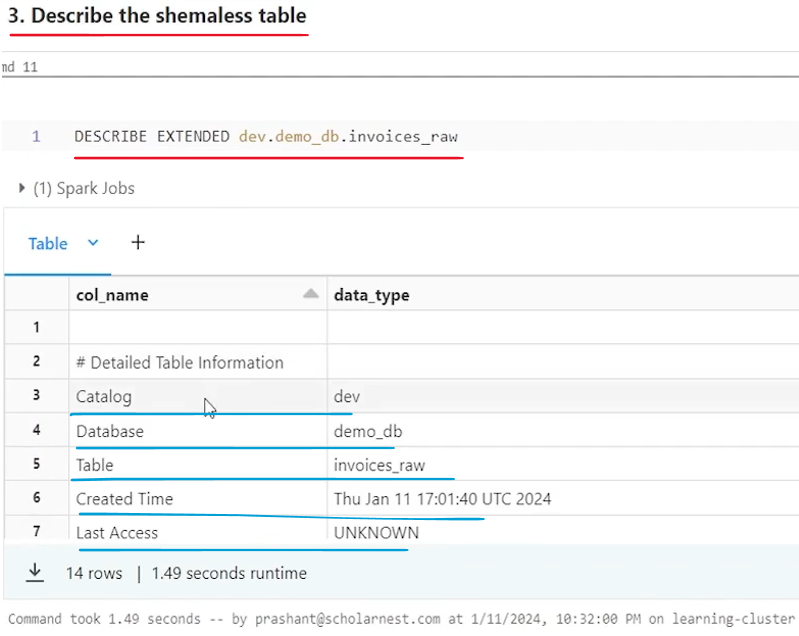 3. Describe the shemaless table
md 11
1 DESCRIBE EXTENDED dev.demo_db.invoices_raw
(1) Spark Jobs
Table +
col_name data_type
1
2 # Detailed Table Information
3 Catalog dev
4 Database demo_db
5 Table invoices_raw
6 Created Time Thu Jan 11 17:01:40 UTC 2024
7 Last Access UNKNOWN
14 rows | 1.49 seconds runtime
Command took 1.49 seconds -- by prashant@scholarnest.com at 1/11/2024, 10:32:00 PM on learning-cluster